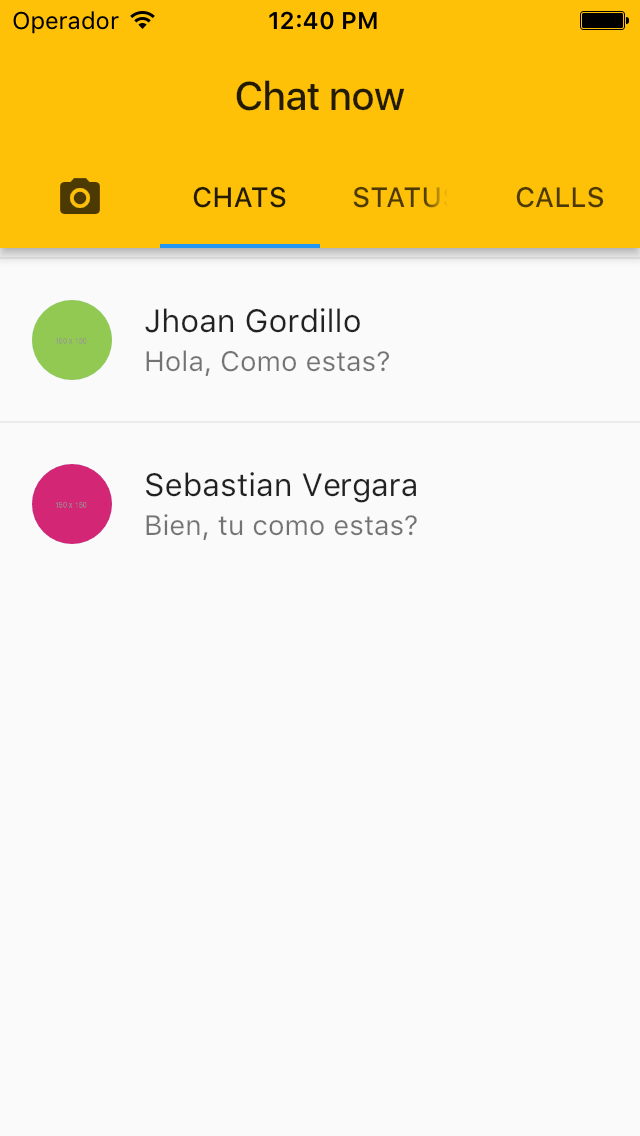 Operador 12:40 PM
Chat now
CHATS STATUS CALLS
Jhoan Gordillo
Hola, Como estas?
150 x 150
Sebastian Vergara
Bien, tu como estas?
150 x 150